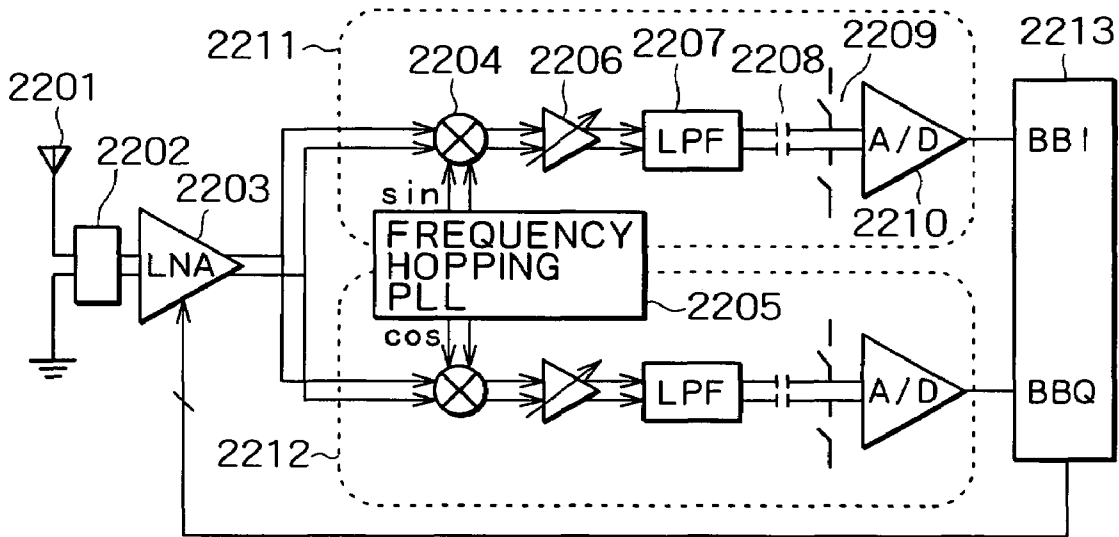 2211
2204
2206
2207
2208
2209
2213
2201
2202
2203
LPF
A/D
BBI
sin
2210
LNA
FREQUENCY
HOPPING
PLL
2205
cos
LPF
A/D
BBQ
2212